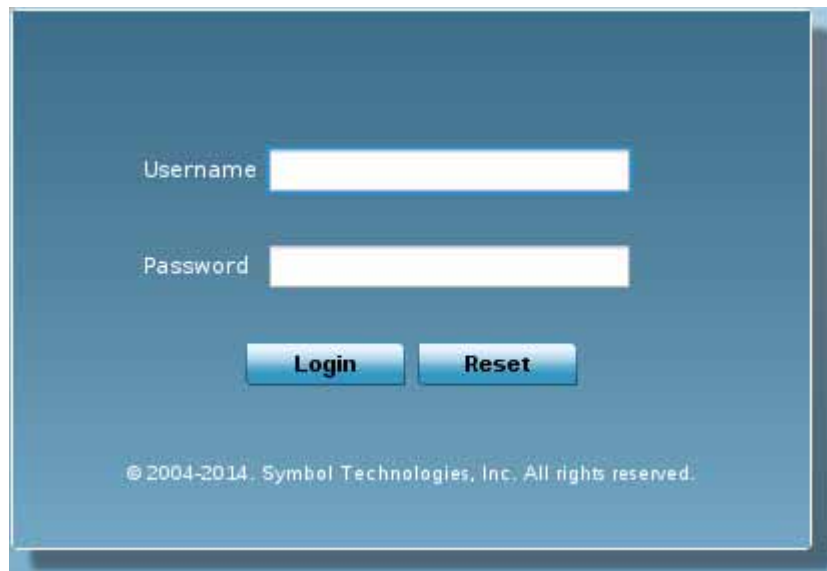 Username
Password
Login Reset
© 2004-2014. Symbol Technologies, Inc. All rights reserved.